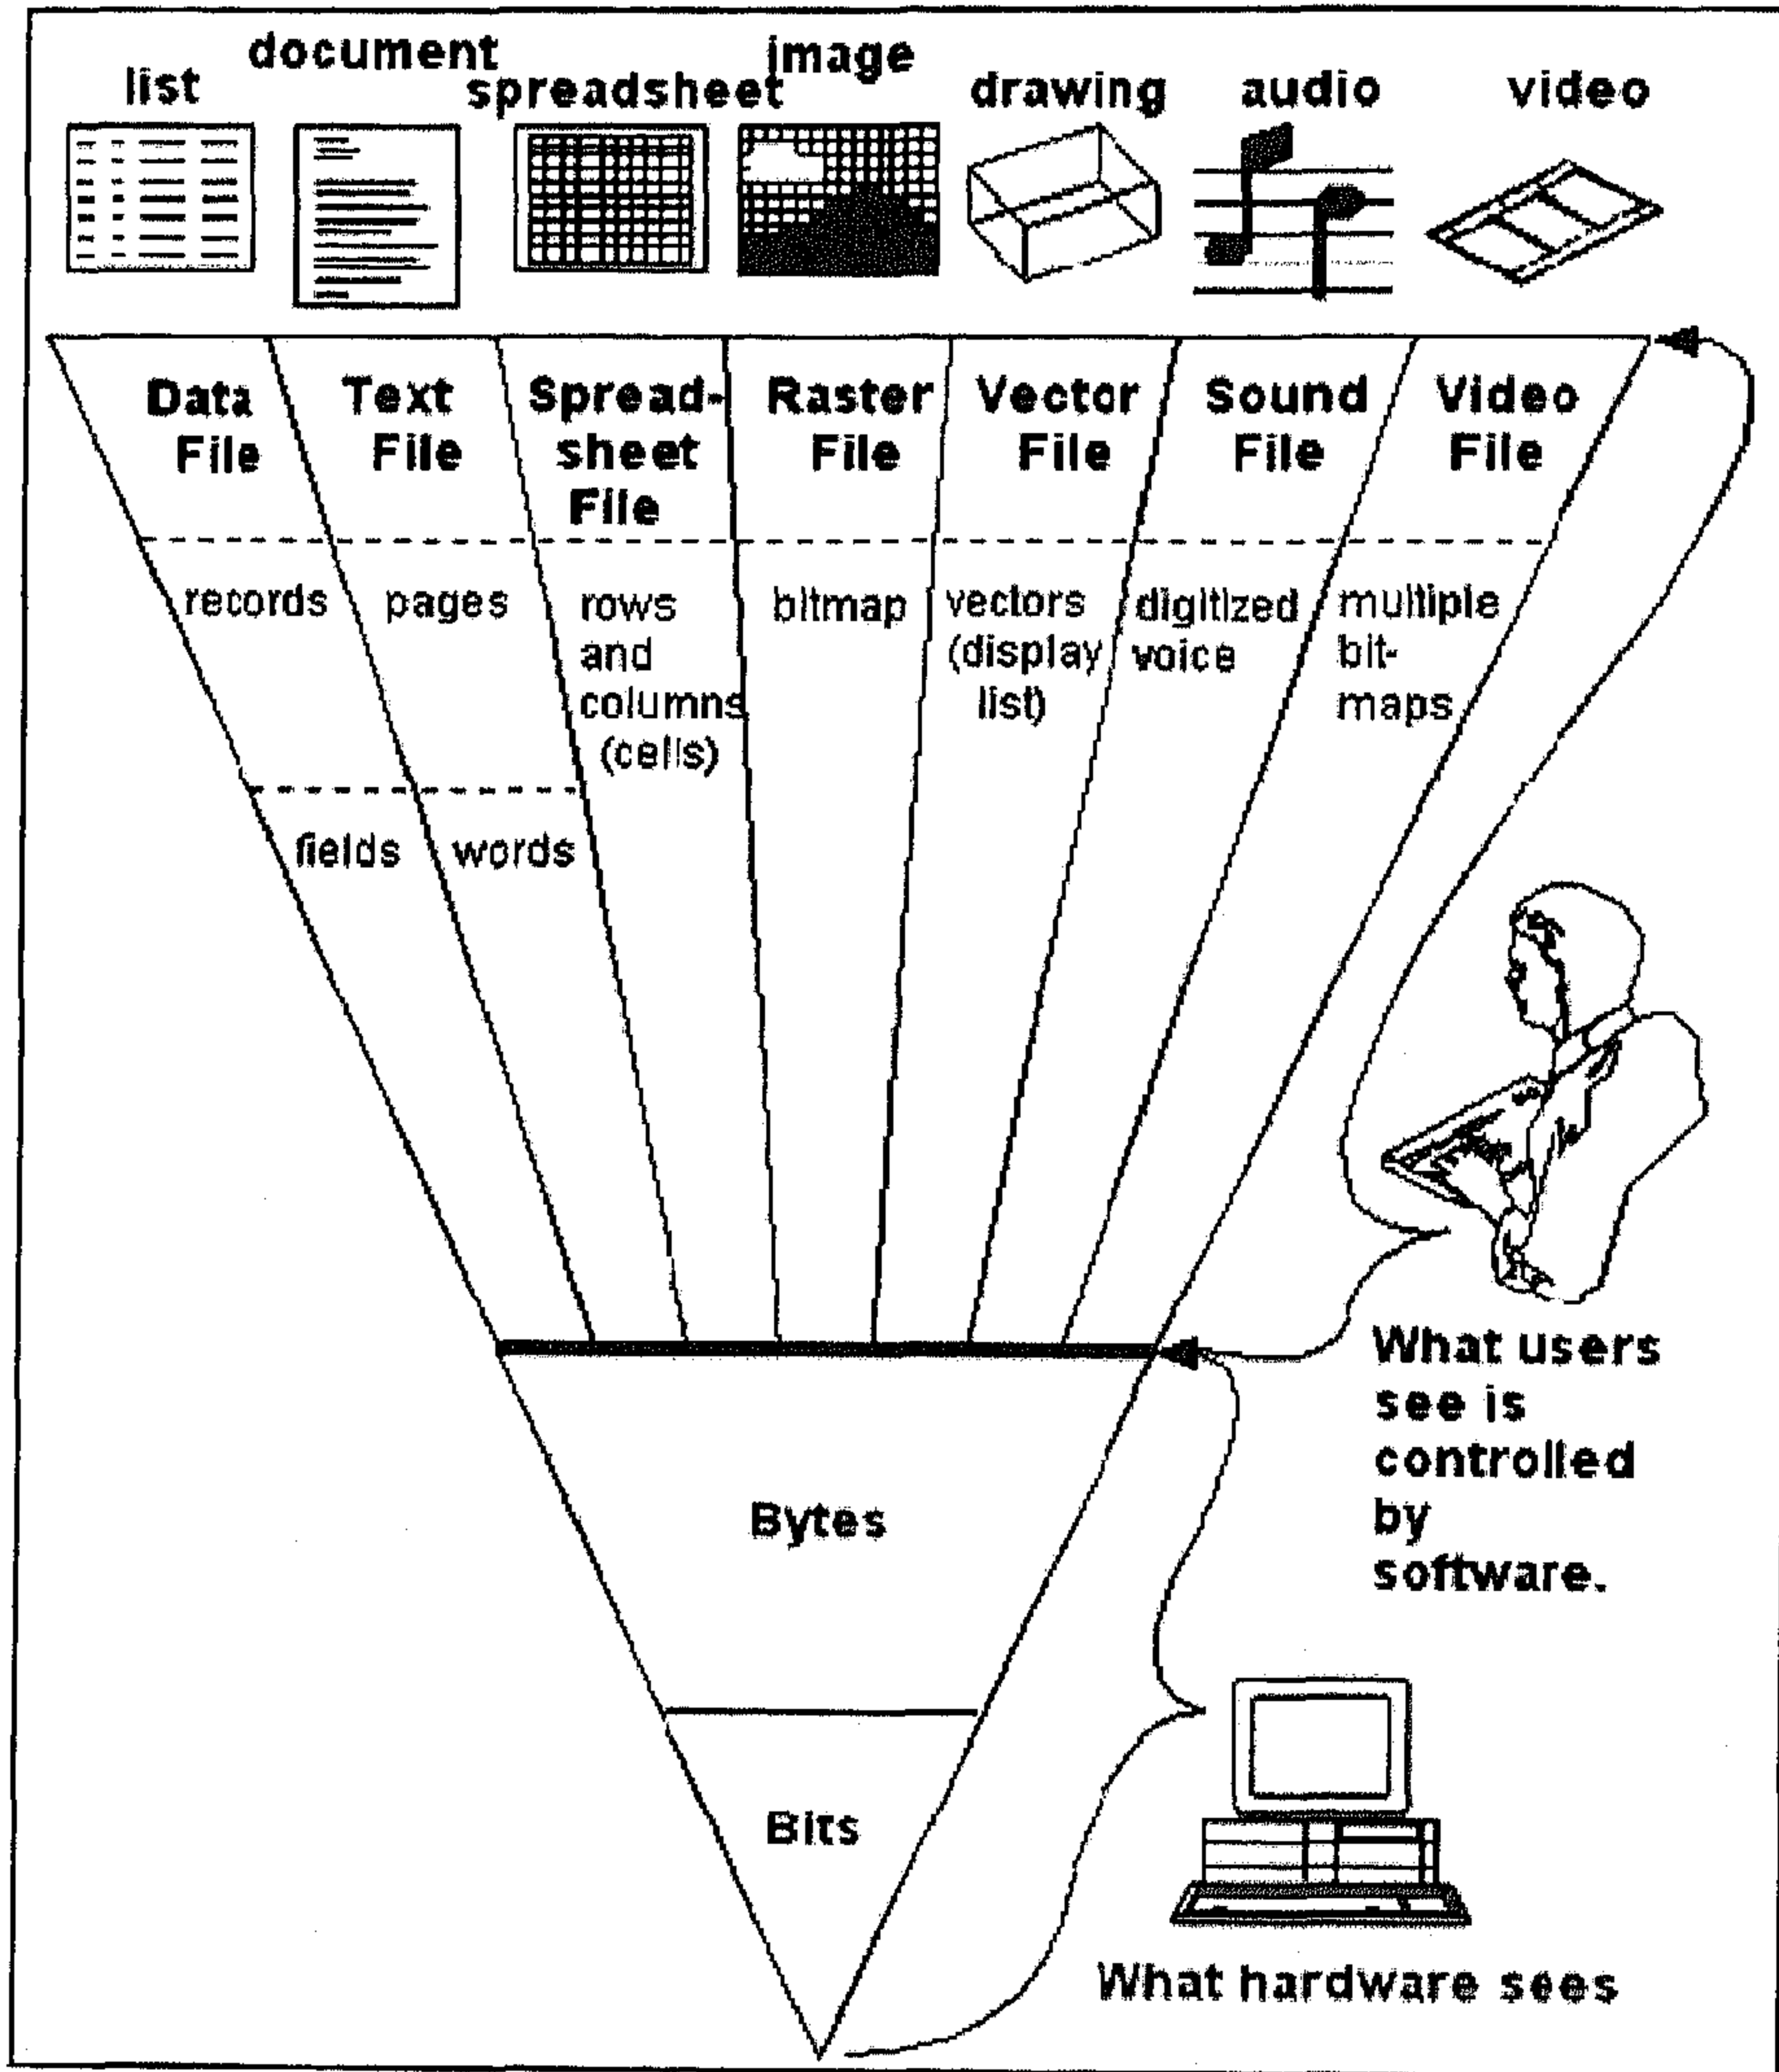 list
document
spreadsheet
image
drawing
audio
video
Data
File
Text
File
Spread-
sheet
File
Raster
File
Vector
File
Sound
File
Video
File
records
pages
rows
and
columns
(cells)
bitmap
vectors
(display
list)
digitized
voice
multiple
bit-
maps
fields
words
What users
see is
controlled
by
software.
Bytes
Bits
What hardware sees